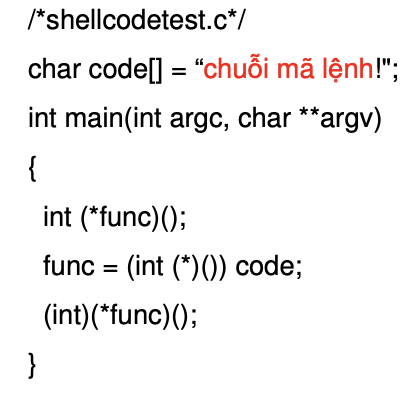 /*shellcodetest.c*/
char code[] = “chuỗi mã lệnh!";
int main(int argc, char **argv)
{
int (*func)();
func = (int (*)()) code;
(int)(*func)();
}